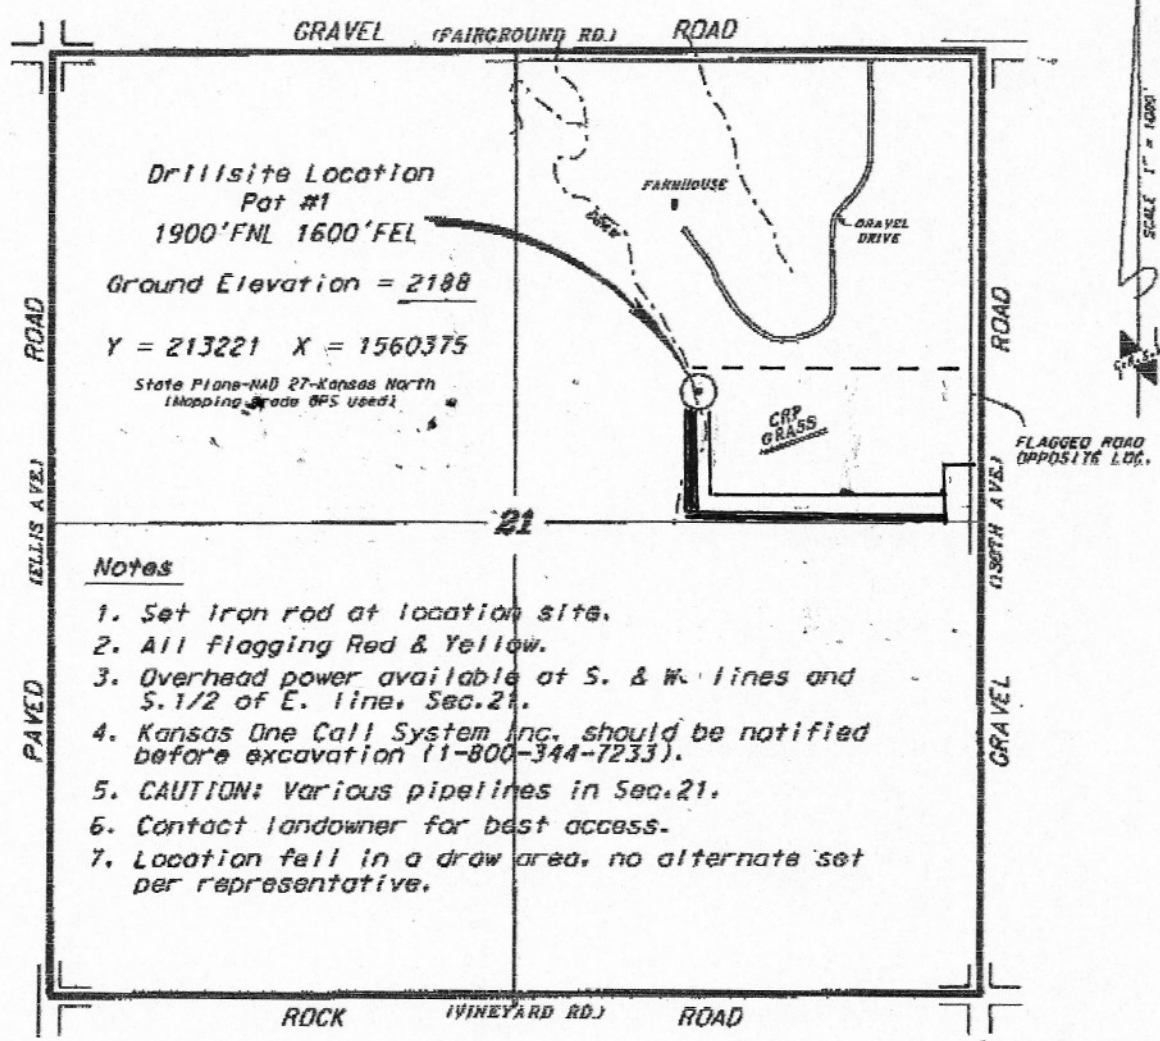 GRAVEL (FAIRGROUND RD.) ROAD
Drillsite Location
Pat #1
1900'FNL 1600'FEL
Ground Elevation = 2188
Y = 213221 X = 1560375
State Plane-NAD 27-Kansas North
(Mapping Grade GPS used)
FARMHOUSE
DRAW
GRAVEL
DRIVE
SCALE 1" = 1000'
CRP
GRASS
FLAGGED ROAD
OPPOSITE LOC.
PAVED (ELLIS AVE.) ROAD
GRAVEL (130TH AVE.) ROAD
21
Notes
1. Set iron rod at location site.
2. All flagging Red & Yellow.
3. Overhead power available at S. & W. lines and
S.1/2 of E. line, Sec.21.
4. Kansas One Call System Inc. should be notified
before excavation (1-800-344-7233).
5. CAUTION: Various pipelines in Sec.21.
6. Contact landowner for best access.
7. Location fell in a draw area, no alternate set
per representative.
ROCK (VINEYARD RD.) ROAD